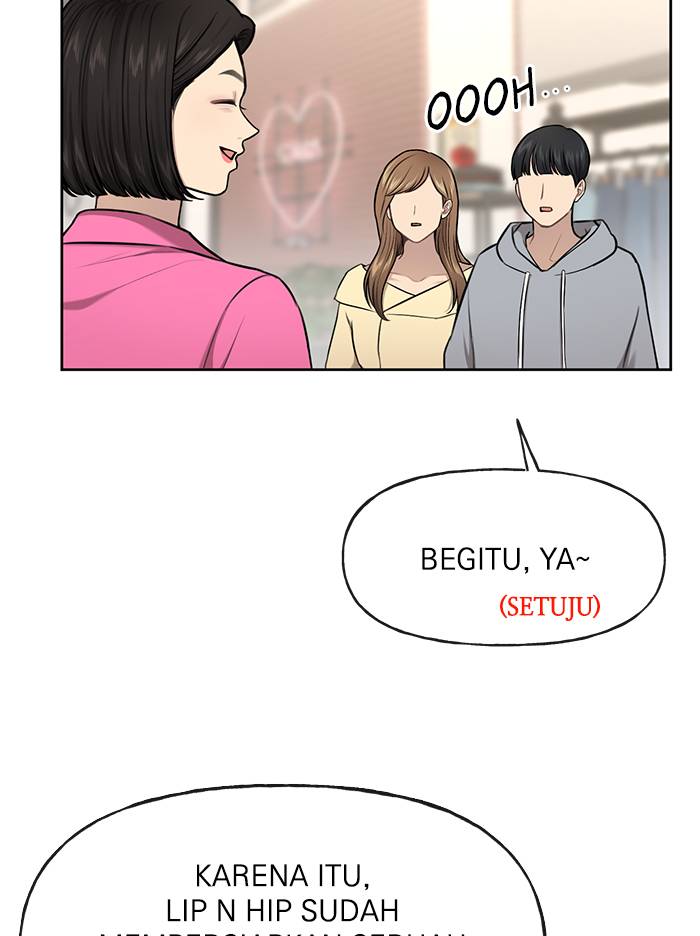 OOOH...
BEGITU, YA~
(SETUJU)
KARENA ITU,
LIP N HIP SUDAH